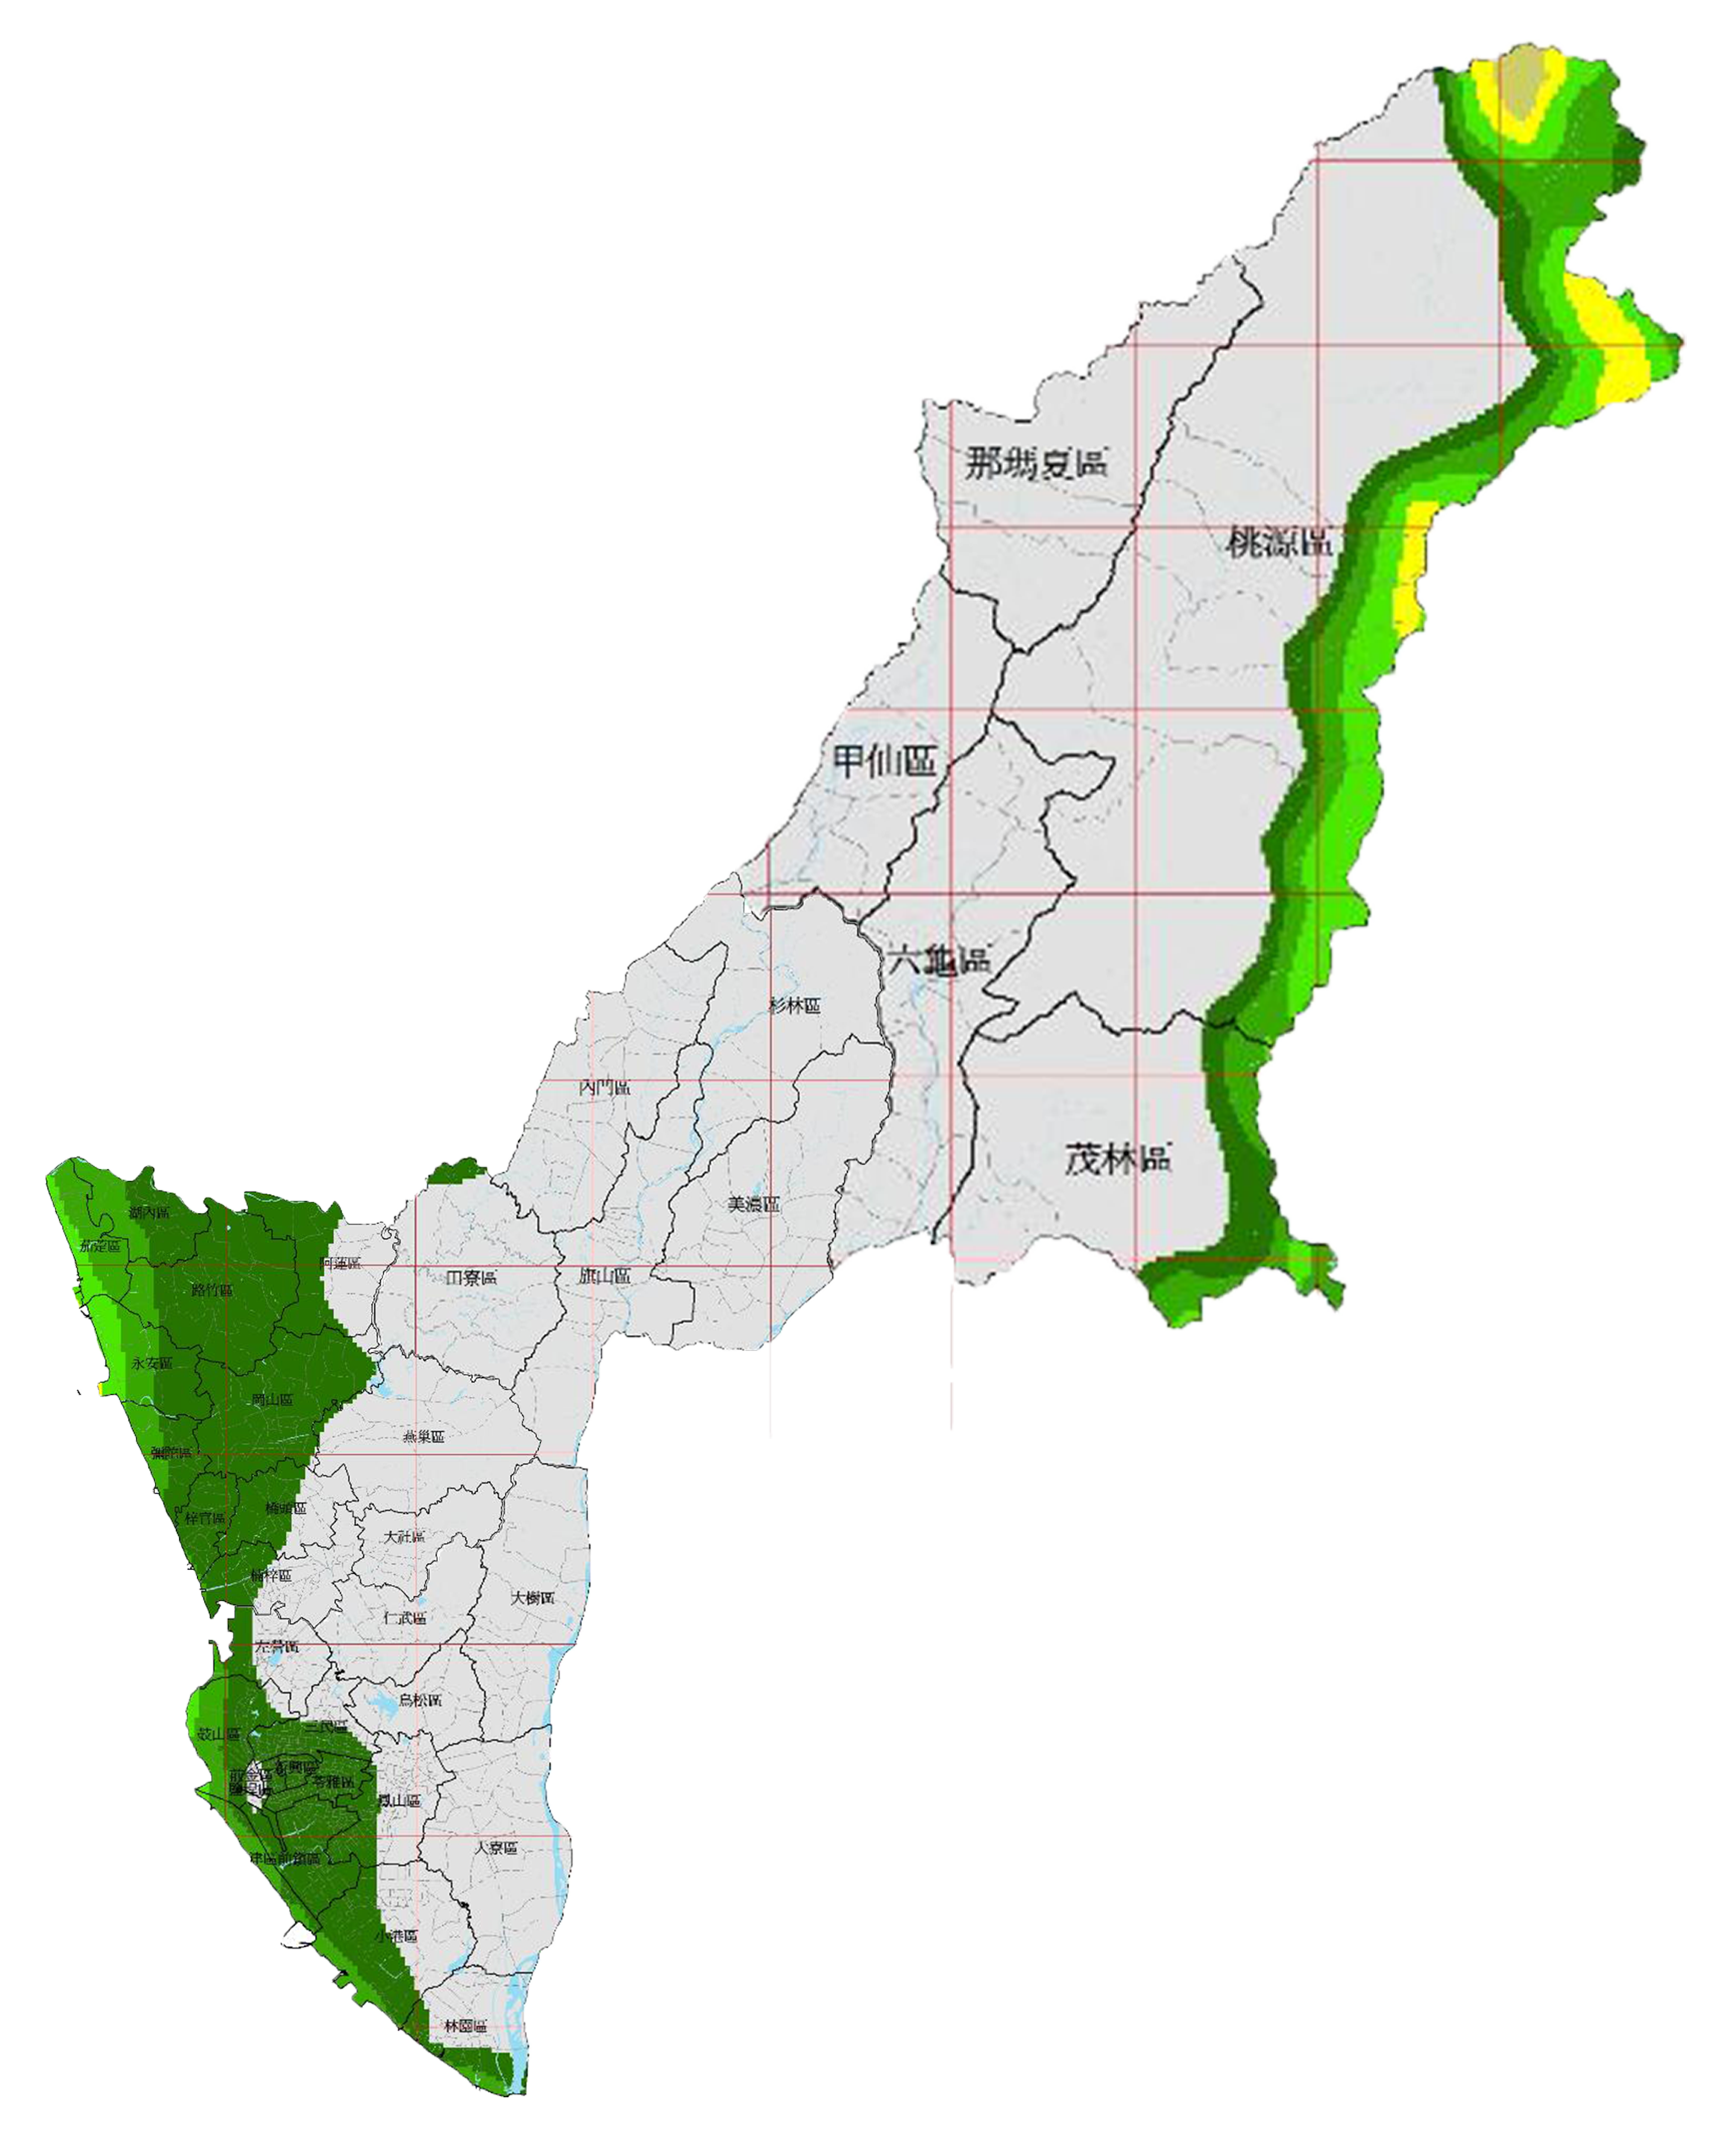 那瑪夏區
桃源區
甲仙區
六龜區
杉林區
內門區
茂林區
美濃區
湖內區
茄萣區
阿蓮區
田寮區
旗山區
路竹區
永安區
岡山區
燕巢區
彌陀區
橋頭區
梓官區
大社區
楠梓區
大樹區
仁武區
左營區
鳥松區
三民區
鼓山區
新興區
前金區
苓雅區
鹽埕區
鳳山區
大寮區
津區前鎮區
小港區
林園區